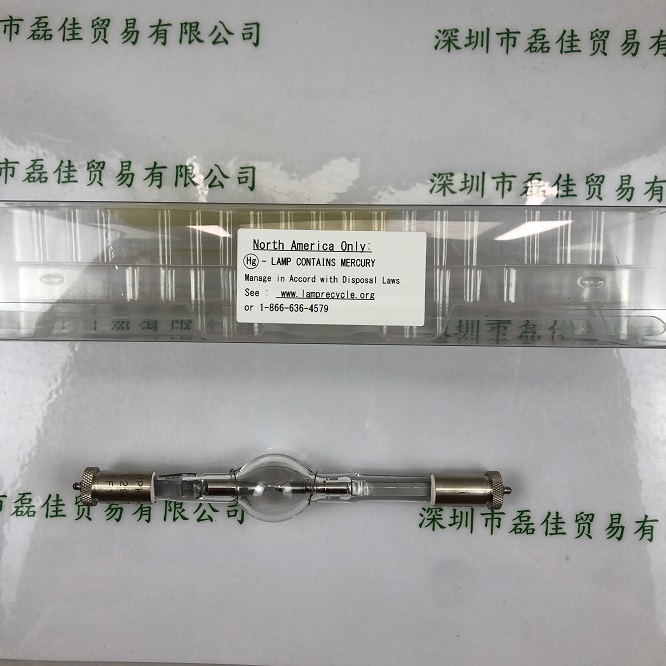 市磊佳贸易有限公司
深圳市磊佳贸易有
市磊佳贸易有限公司
深圳市磊佳贸易有
North America Only:
Hg - LAMP CONTAINS MERCURY
Manage in Accord with Disposal Laws
See : www.lamprecycle.org
or 1-866-636-4579
市磊佳贸易有限公司
深圳市磊佳贸易有